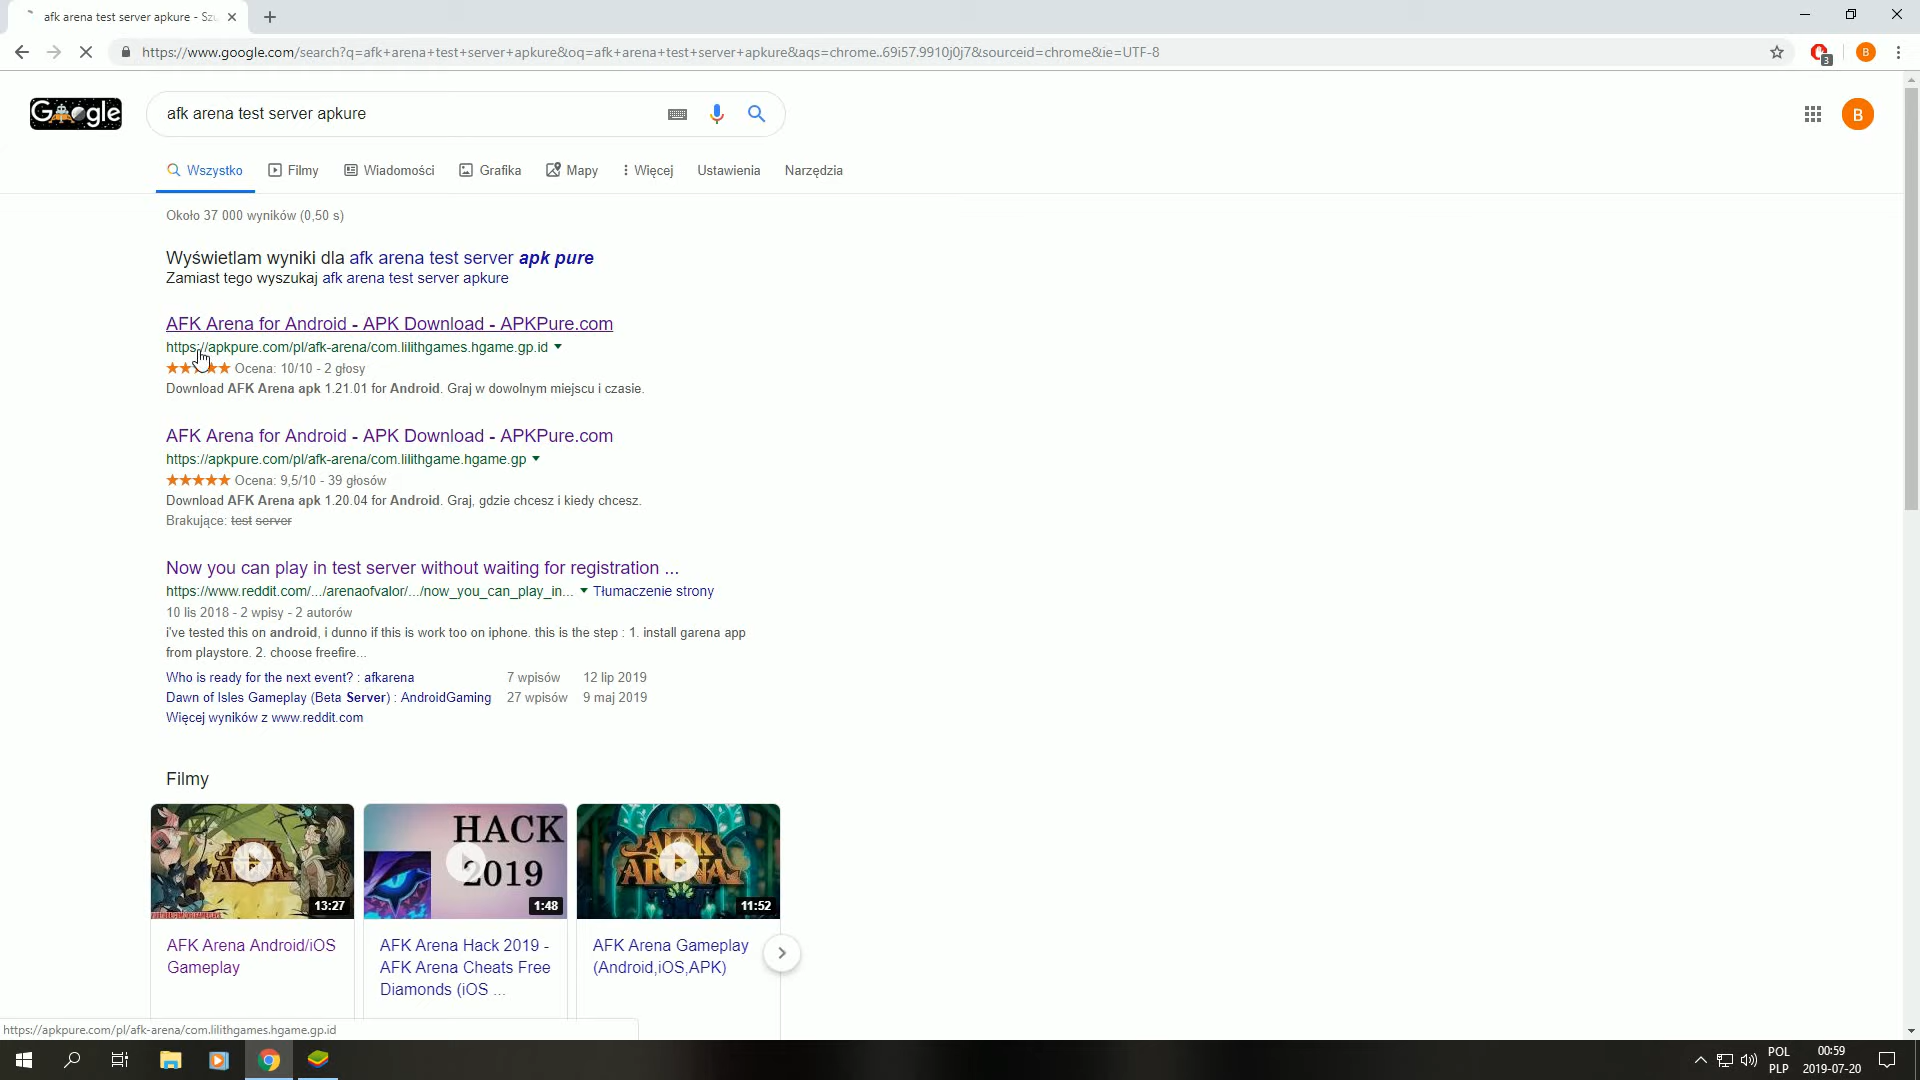 afk arena test server apkure - Szu
https://www.google.com/search?q=afk+arena+test+server+apkure&oq=afk+arena+test+server+apkure&aqs=chrome..69i57.9910j0j7&sourceid=chrome&ie=UTF-8
3
B
Google
afk arena test server apkure
B
Wszystko
Filmy
Wiadomości
Grafika
Mapy
Więcej
Ustawienia
Narzędzia
Około 37 000 wyników (0,50 s)
Wyświetlam wyniki dla afk arena test server apk pure
Zamiast tego wyszukaj afk arena test server apkure
AFK Arena for Android - APK Download - APKPure.com
https://apkpure.com/pl/afk-arena/com.lilithgames.hgame.gp.id
Ocena: 10/10 - 2 głosy
Download AFK Arena apk 1.21.01 for Android. Graj w dowolnym miejscu i czasie.
AFK Arena for Android - APK Download - APKPure.com
https://apkpure.com/pl/afk-arena/com.lilithgame.hgame.gp
Ocena: 9,5/10 - 39 głosów
Download AFK Arena apk 1.20.04 for Android. Graj, gdzie chcesz i kiedy chcesz.
Brakujące: test server
Now you can play in test server without waiting for registration ...
https://www.reddit.com/.../arenaofvalor/.../now_you_can_play_in... Tłumaczenie strony
10 lis 2018 - 2 wpisy - 2 autorów
i've tested this on android, i dunno if this is work too on iphone. this is the step : 1. install garena app
from playstore. 2. choose freefire...
Who is ready for the next event? : afkarena 7 wpisów 12 lip 2019
Dawn of Isles Gameplay (Beta Server) : AndroidGaming 27 wpisów 9 maj 2019
Więcej wyników z www.reddit.com
Filmy
AFK ARENA
13:27
HACK
2019
1:48
AFK ARENA
11:52
AFK Arena Android/iOS
Gameplay
AFK Arena Hack 2019 -
AFK Arena Cheats Free
Diamonds (iOS ...
AFK Arena Gameplay
(Android,iOS,APK)
https://apkpure.com/pl/afk-arena/com.lilithgames.hgame.gp.id
POL
PLP
00:59
2019-07-20